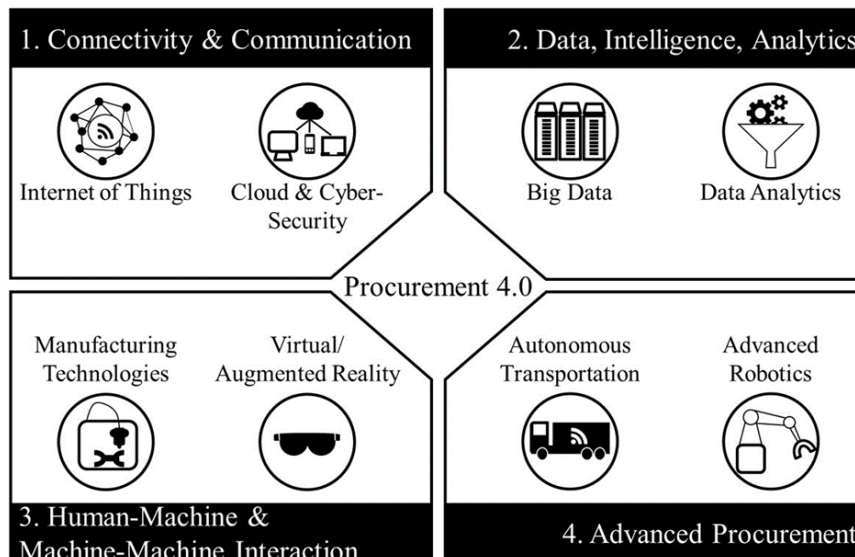 1. Connectivity & Communication
2. Data, Intelligence, Analytics
Internet of Things
Cloud & Cyber-
Security
Big Data
Data Analytics
Procurement 4.0
Manufacturing
Technologies
Virtual/
Augmented Reality
Autonomous
Transportation
Advanced
Robotics
3. Human-Machine &
Machine-Machine Interaction
4. Advanced Procurement